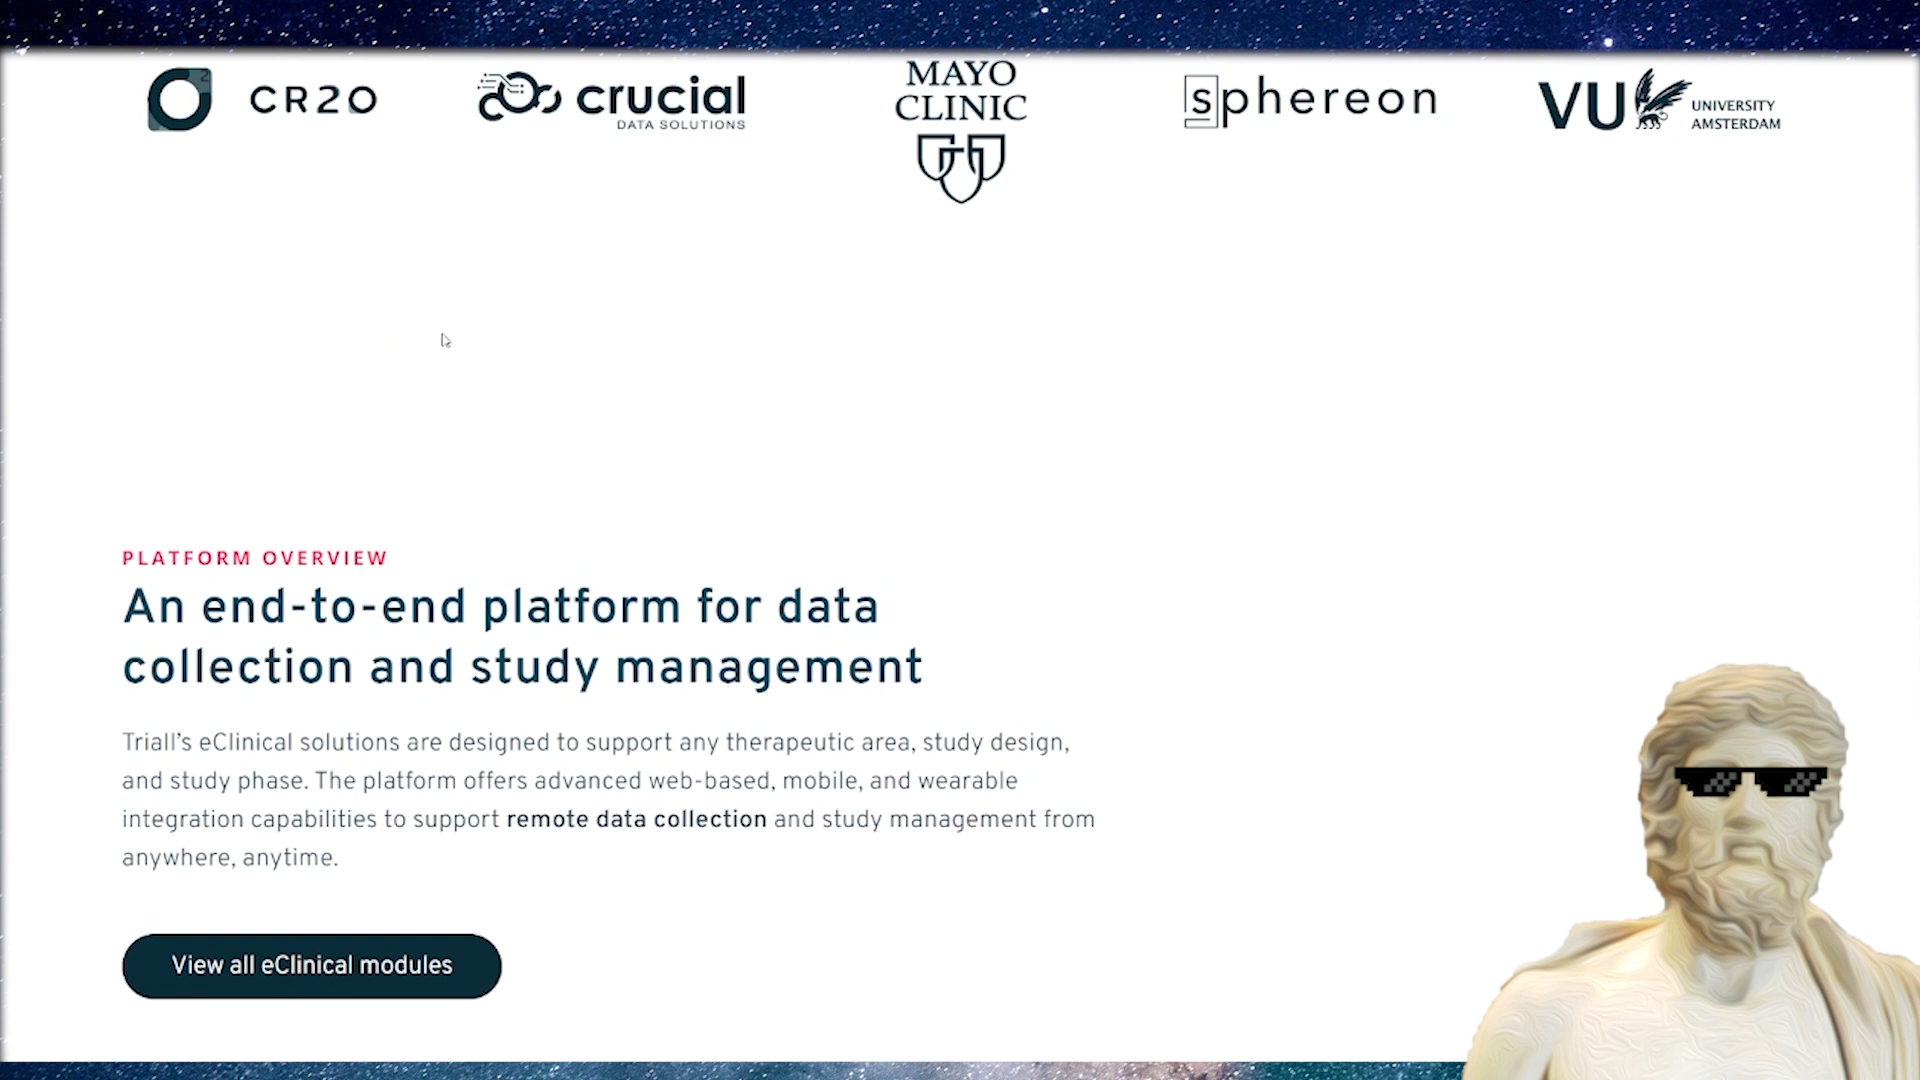 CR2O
crucial
DATA SOLUTIONS
MAYO
CLINIC
sphereon
VU UNIVERSITY
AMSTERDAM
PLATFORM OVERVIEW
An end-to-end platform for data
collection and study management
Triall’s eClinical solutions are designed to support any therapeutic area, study design,
and study phase. The platform offers advanced web-based, mobile, and wearable
integration capabilities to support remote data collection and study management from
anywhere, anytime.
View all eClinical modules